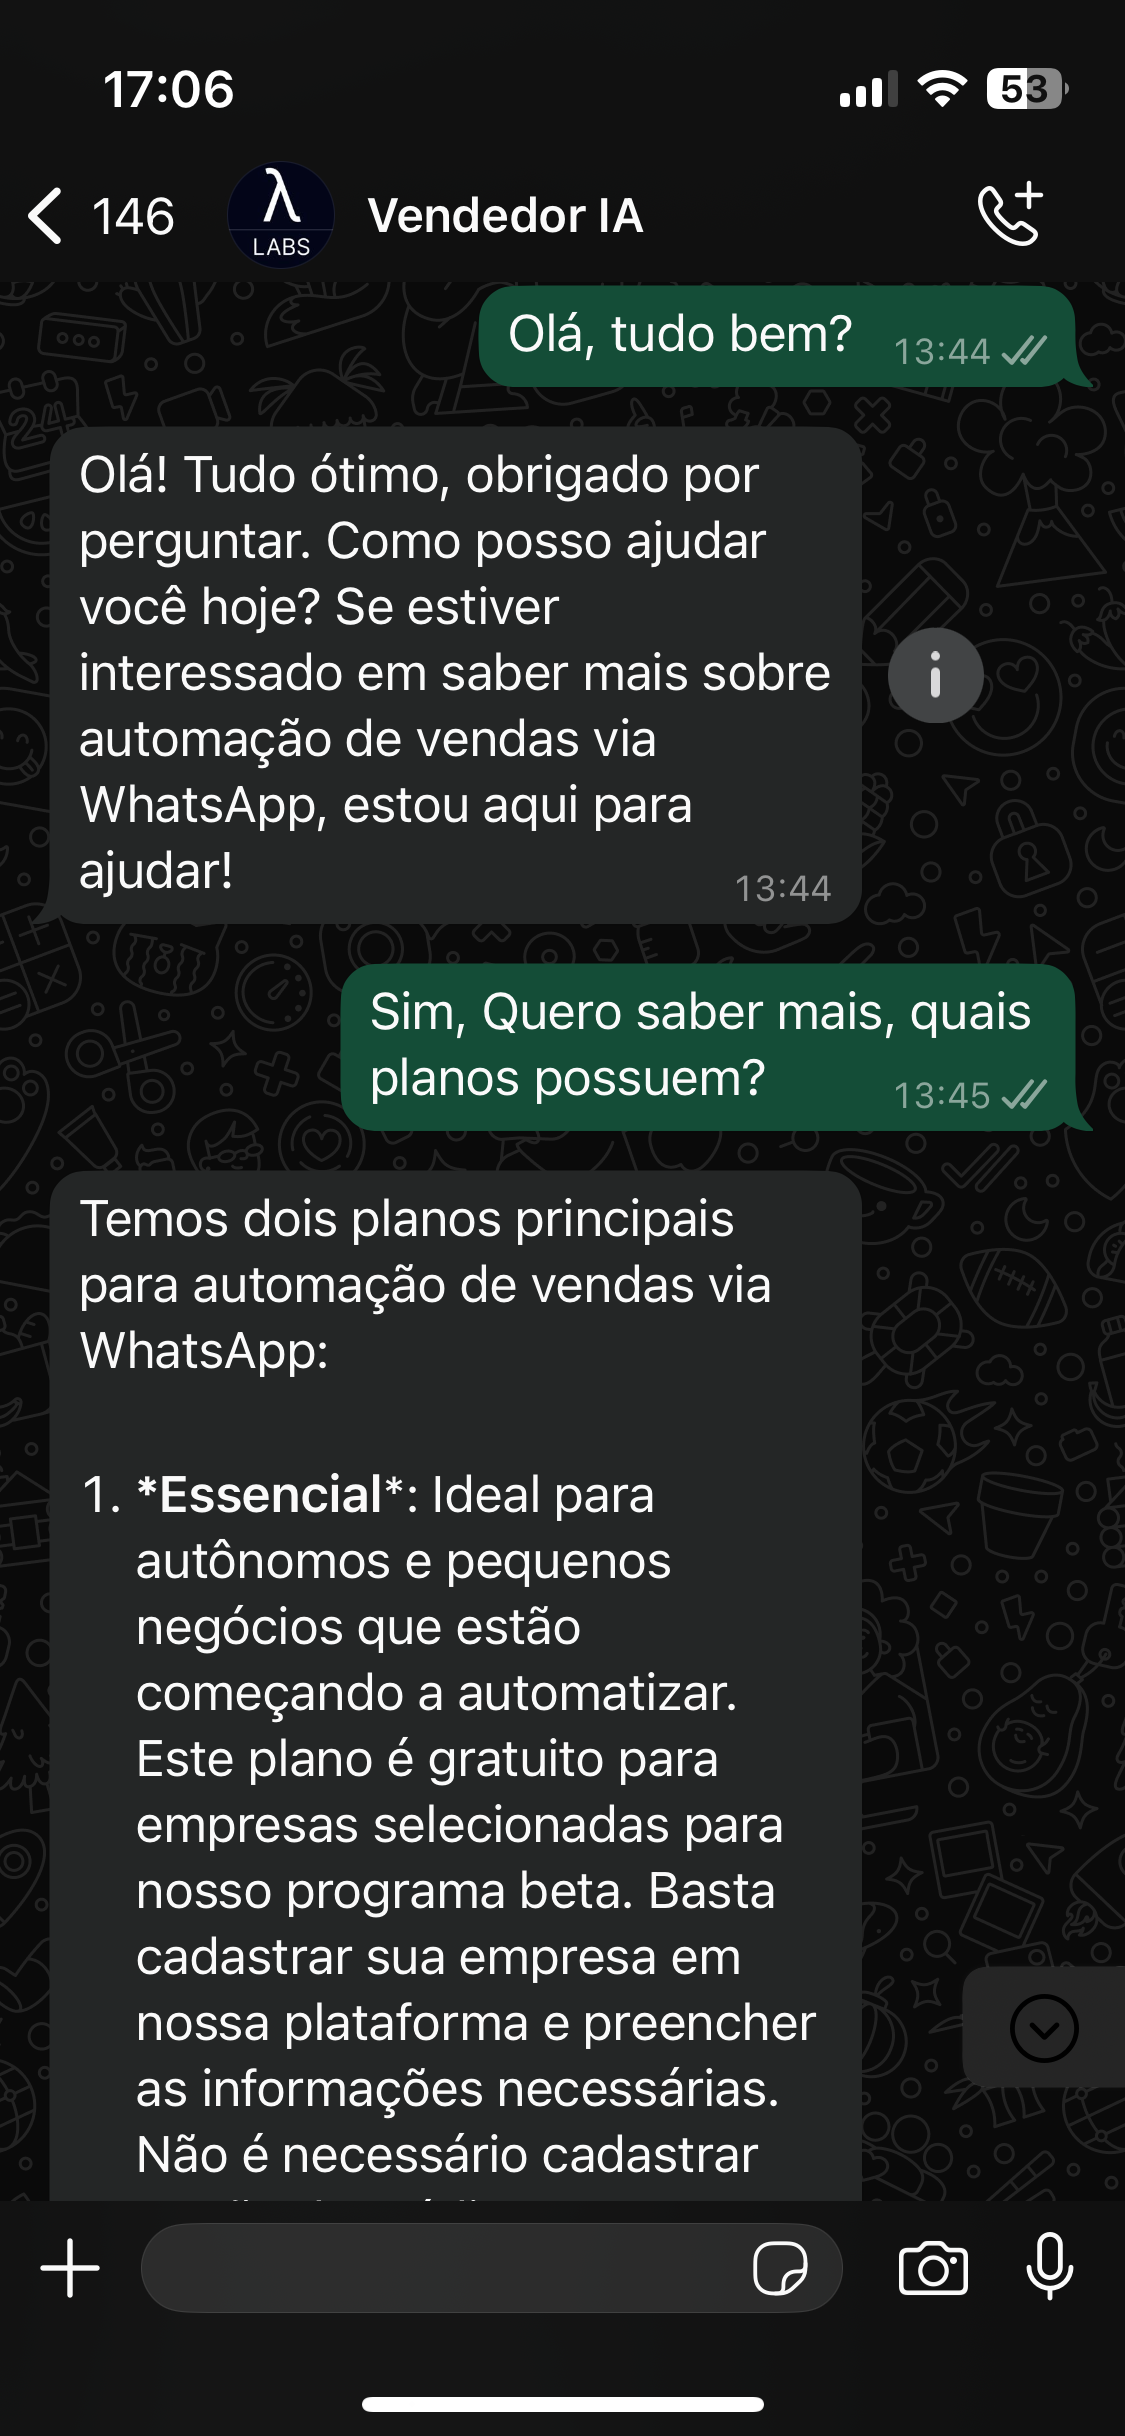 17:06
53
146
λ
LABS
Vendedor IA
Olá, tudo bem?
13:44
Olá! Tudo ótimo, obrigado por
perguntar. Como posso ajudar
você hoje? Se estiver
interessado em saber mais sobre
automação de vendas via
WhatsApp, estou aqui para
ajudar!
13:44
Sim, Quero saber mais, quais
planos possuem?
13:45
Temos dois planos principais
para automação de vendas via
WhatsApp:
1. *Essencial*: Ideal para
autônomos e pequenos
negócios que estão
começando a automatizar.
Este plano é gratuito para
empresas selecionadas para
nosso programa beta. Basta
cadastrar sua empresa em
nossa plataforma e preencher
as informações necessárias.
Não é necessário cadastrar